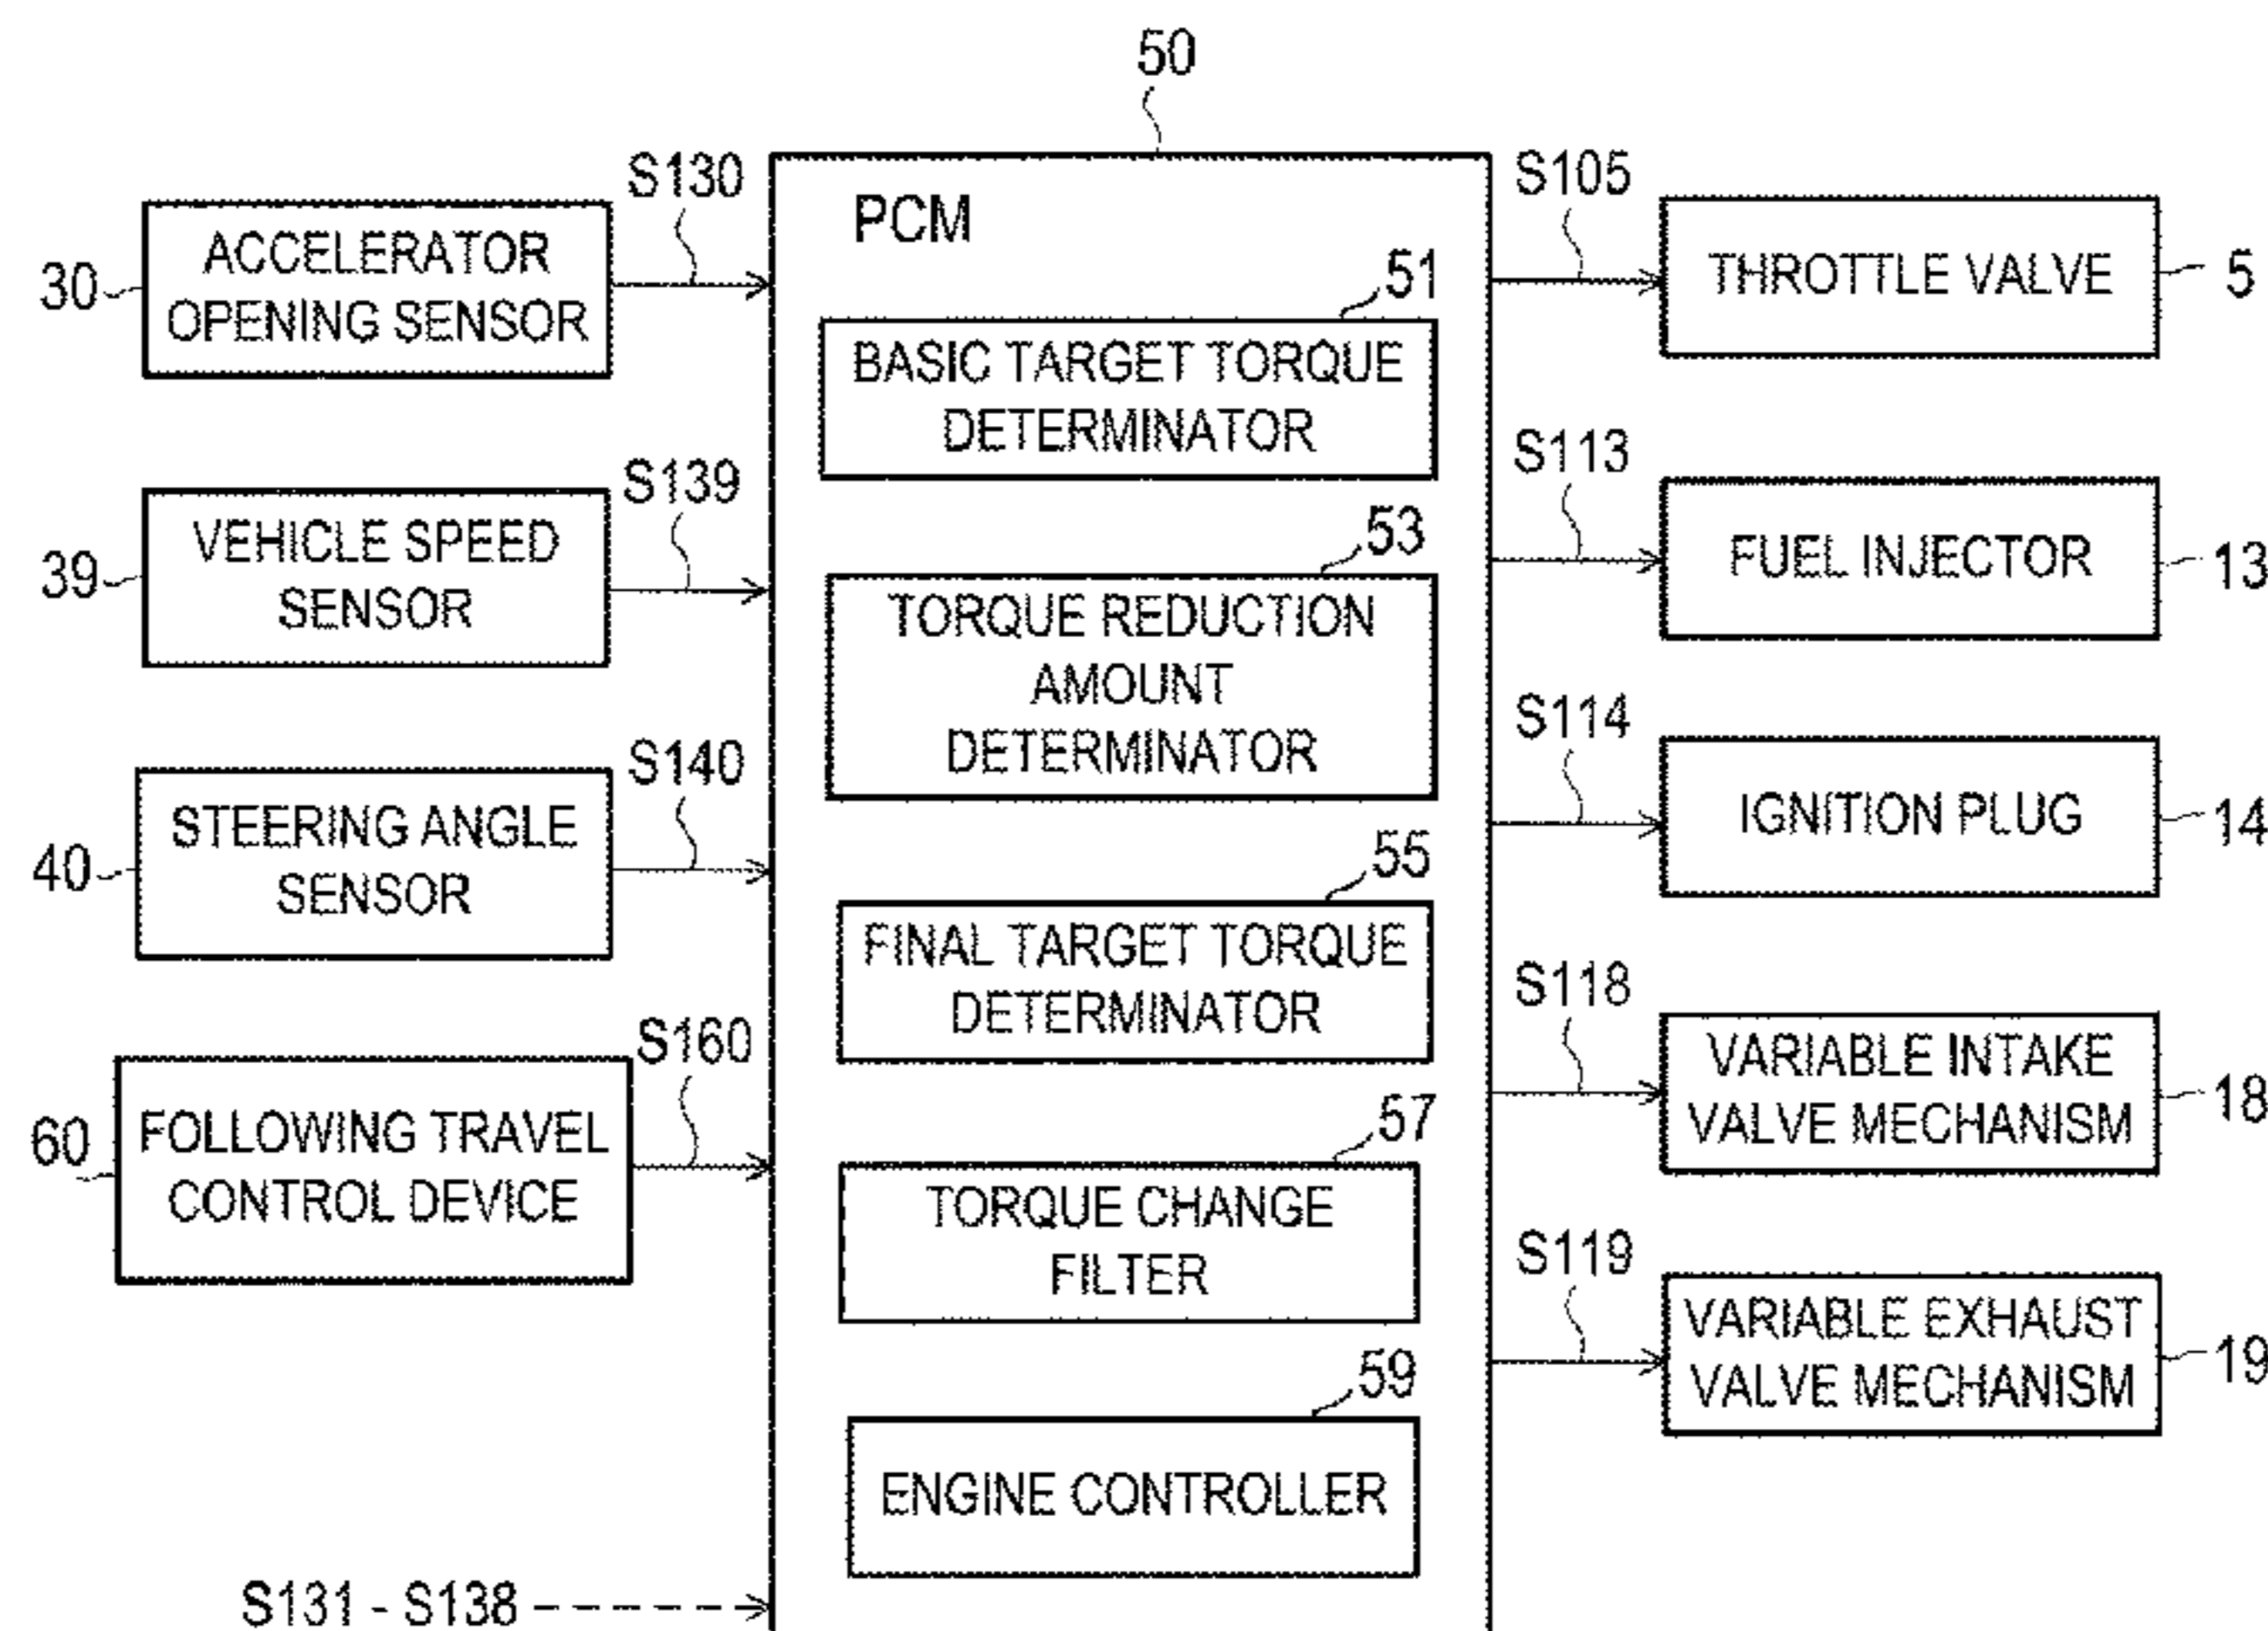 50
S130
ACCELERATOR
OPENING SENSOR
30
S139
VEHICLE SPEED
SENSOR
39
S140
STEERING ANGLE
SENSOR
40
S160
FOLLOWING TRAVEL
CONTROL DEVICE
60
S131 - S138
PCM
51
BASIC TARGET TORQUE
DETERMINATOR
53
TORQUE REDUCTION
AMOUNT
DETERMINATOR
55
FINAL TARGET TORQUE
DETERMINATOR
57
TORQUE CHANGE
FILTER
59
ENGINE CONTROLLER
S105
THROTTLE VALVE
5
S113
FUEL INJECTOR
13
S114
IGNITION PLUG
14
S118
VARIABLE INTAKE
VALVE MECHANISM
18
S119
VARIABLE EXHAUST
VALVE MECHANISM
19